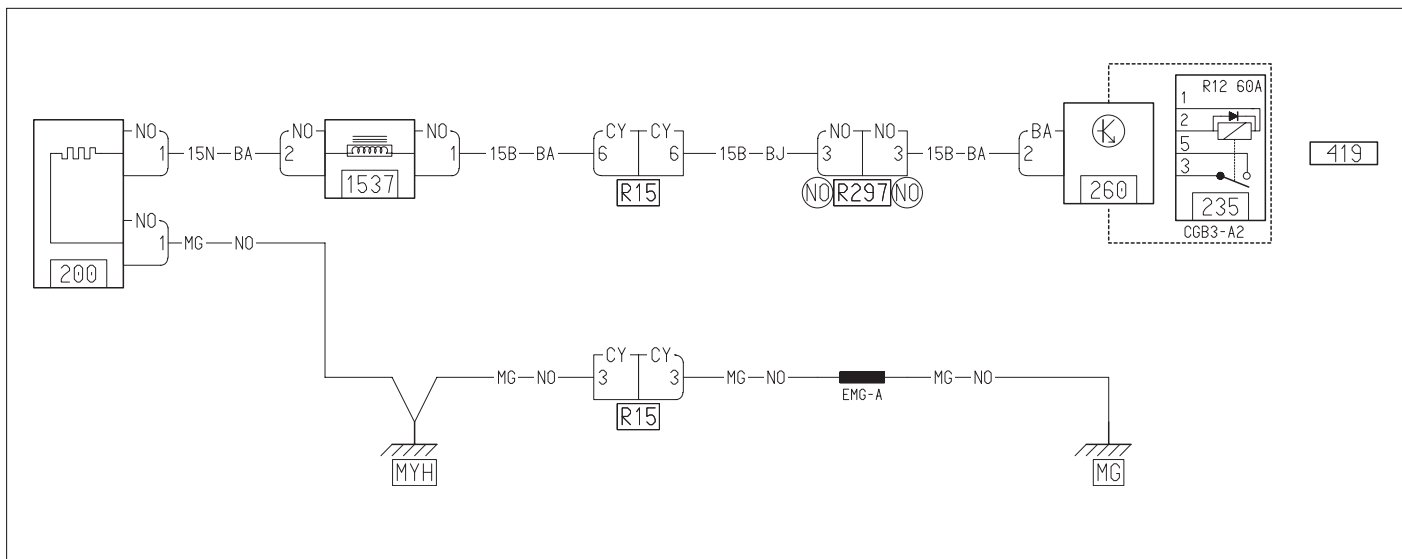 R12 60A
1
2
5
3
235
CGB3-A2
419
NO
1
15N BA
NO
2
1537
NO
1
15B BA
CY CY
6 6
R15
15B BJ
NO NO
3 3
NO R297 NO
15B BA
BA
2
260
NO
1
MG NO
200
MG NO
CY CY
3 3
R15
MG NO
EMG-A
MG NO
MYH
MG